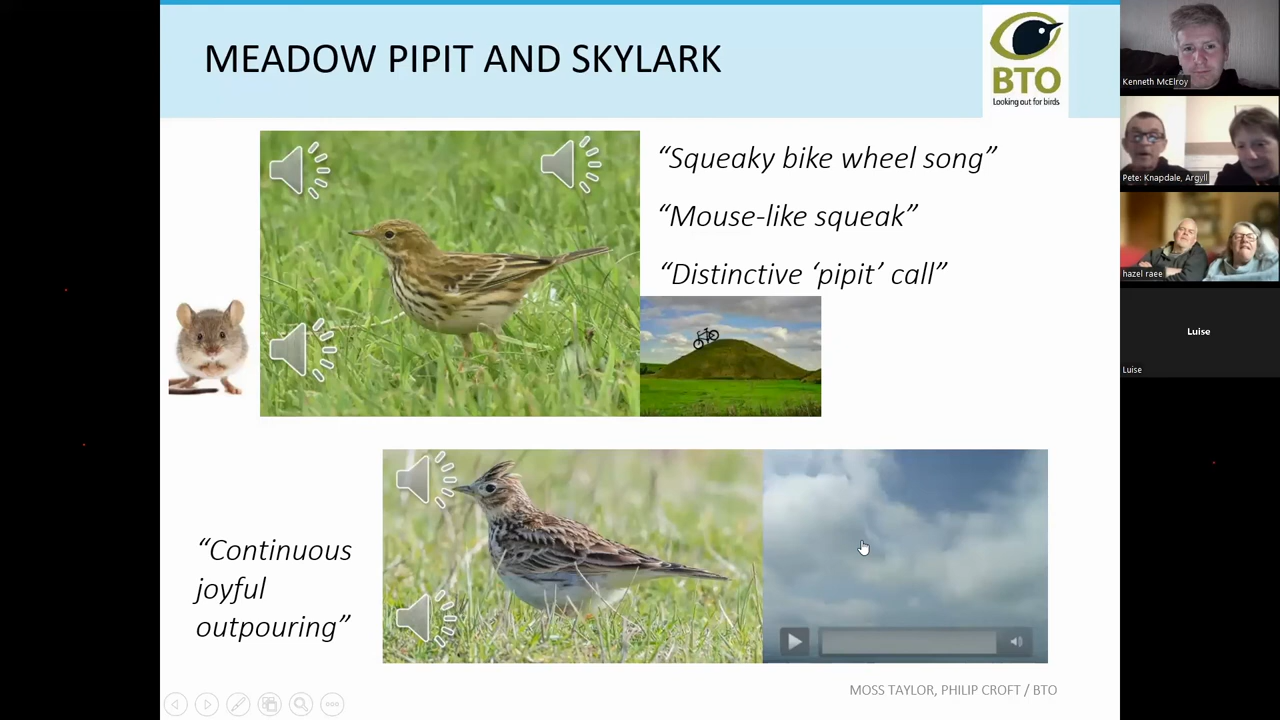 MEADOW PIPIT AND SKYLARK
BTO
Looking out for birds
“Squeaky bike wheel song”
“Mouse-like squeak”
“Distinctive ‘pipit’ call”
“Continuous
joyful
outpouring”
MOSS TAYLOR, PHILIP CROFT / BTO
Kenneth McElroy
Pete: Knapdale, Argyll
hazel raee
Luise
Luise